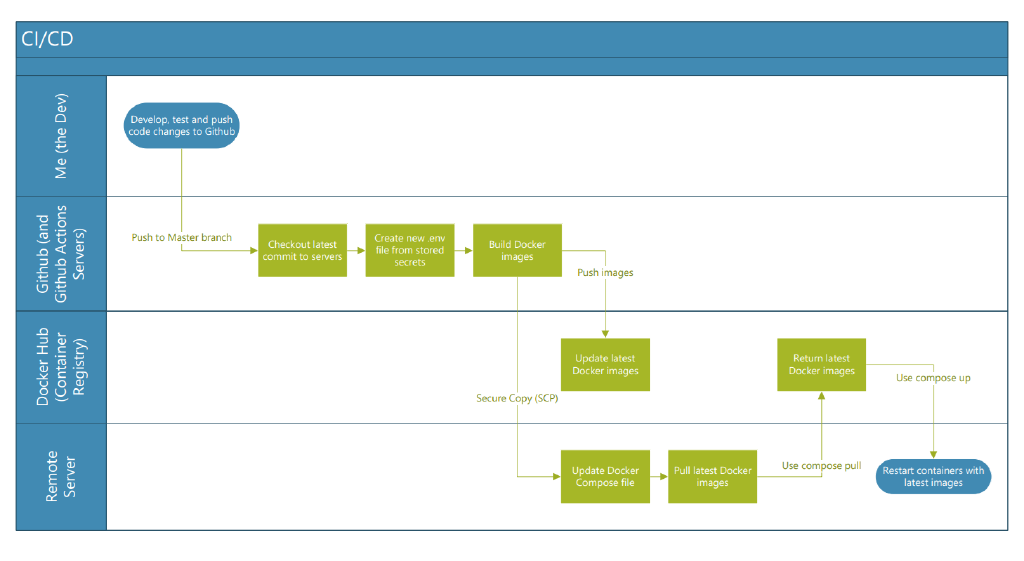 CI/CD
Me (the Dev)
Develop, test and push
code changes to Github
Github (and
Github Actions
Servers)
Push to Master branch
Checkout latest
commit to servers
Create new .env
file from stored
secrets
Build Docker
images
Push images
Docker Hub
(Container
Registry)
Update latest
Docker images
Return latest
Docker images
Use compose up
Secure Copy (SCP)
Remote
Server
Update Docker
Compose file
Pull latest Docker
images
Use compose pull
Restart containers with
latest images